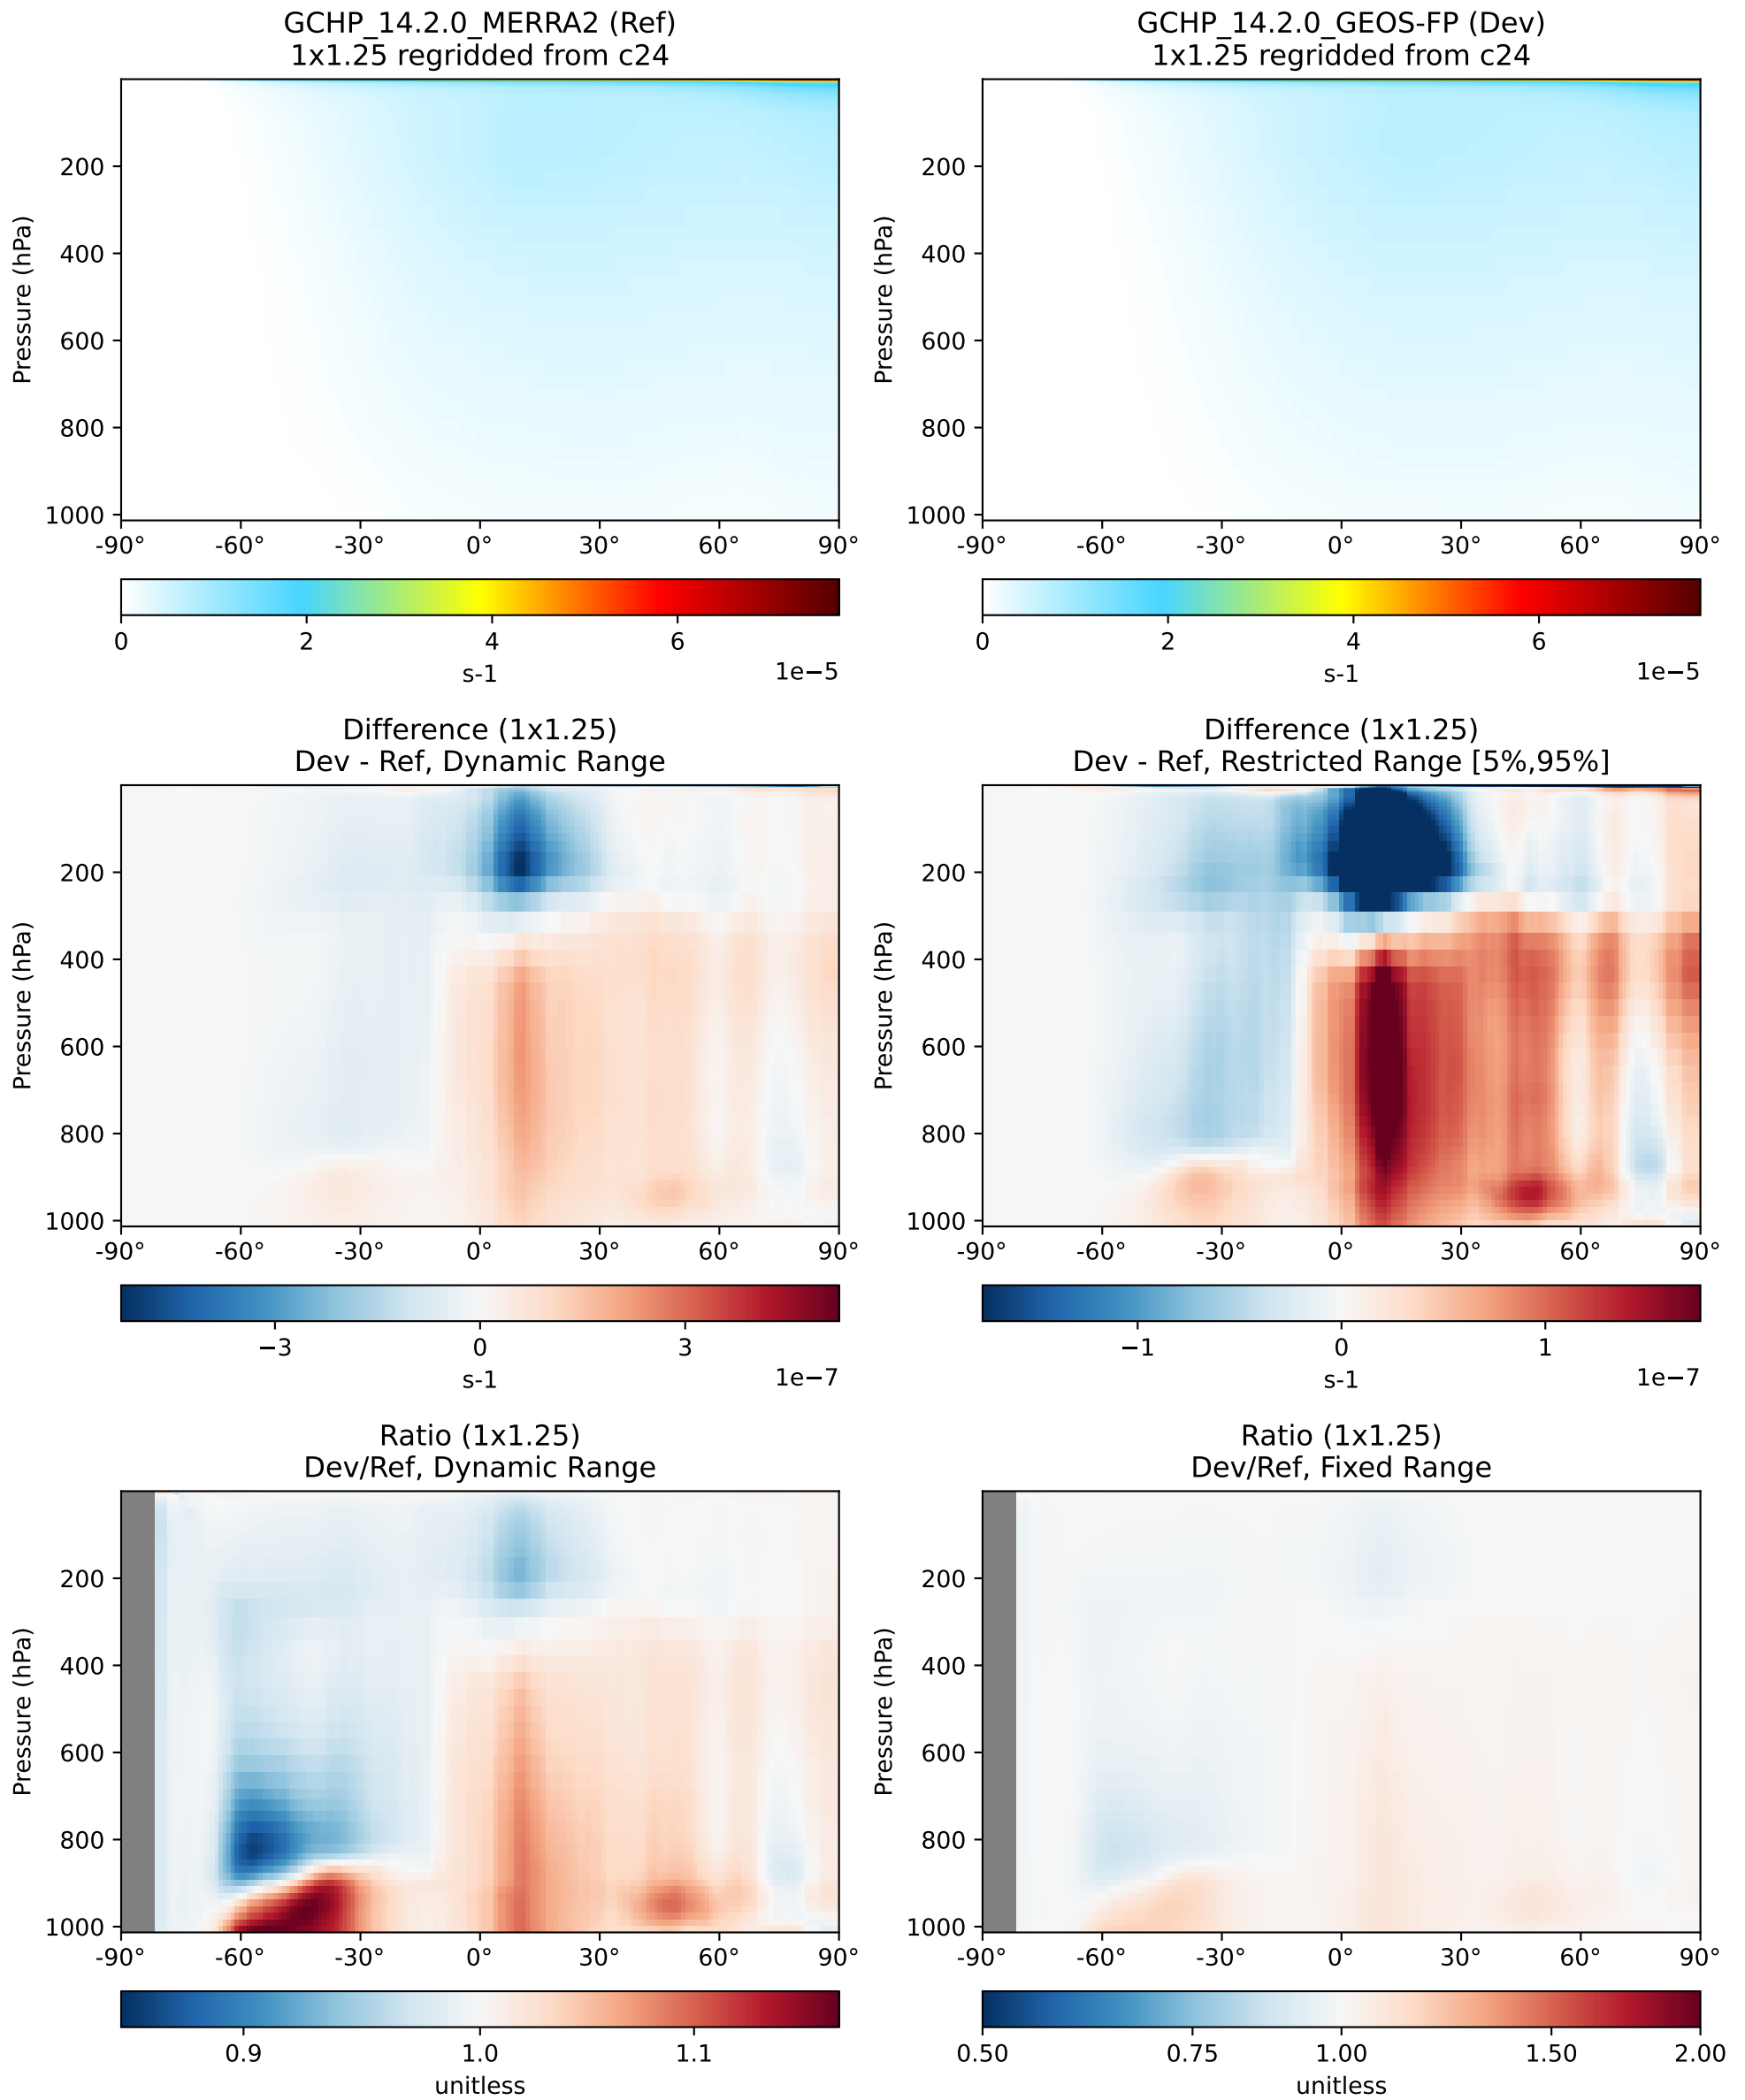 GCHP_14.2.0_MERRA2 (Ref)
1x1.25 regridded from c24
Pressure (hPa)
200
400
600
800
1000
-90° -60° -30° 0° 30° 60° 90°
0 2 4 6
s-1
1e−5
GCHP_14.2.0_GEOS-FP (Dev)
1x1.25 regridded from c24
Pressure (hPa)
200
400
600
800
1000
-90° -60° -30° 0° 30° 60° 90°
0 2 4 6
s-1
1e−5
Difference (1x1.25)
Dev - Ref, Dynamic Range
Pressure (hPa)
200
400
600
800
1000
-90° -60° -30° 0° 30° 60° 90°
−3 0 3
s-1
1e−7
Difference (1x1.25)
Dev - Ref, Restricted Range [5%,95%]
Pressure (hPa)
200
400
600
800
1000
-90° -60° -30° 0° 30° 60° 90°
−1 0 1
s-1
1e−7
Ratio (1x1.25)
Dev/Ref, Dynamic Range
Pressure (hPa)
200
400
600
800
1000
-90° -60° -30° 0° 30° 60° 90°
0.9 1.0 1.1
unitless
Ratio (1x1.25)
Dev/Ref, Fixed Range
Pressure (hPa)
200
400
600
800
1000
-90° -60° -30° 0° 30° 60° 90°
0.50 0.75 1.00 1.50 2.00
unitless